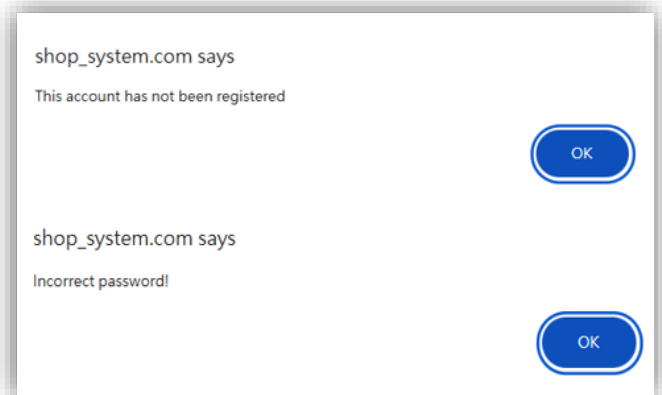 shop_system.com says
This account has not been registered
OK
shop_system.com says
Incorrect password!
OK